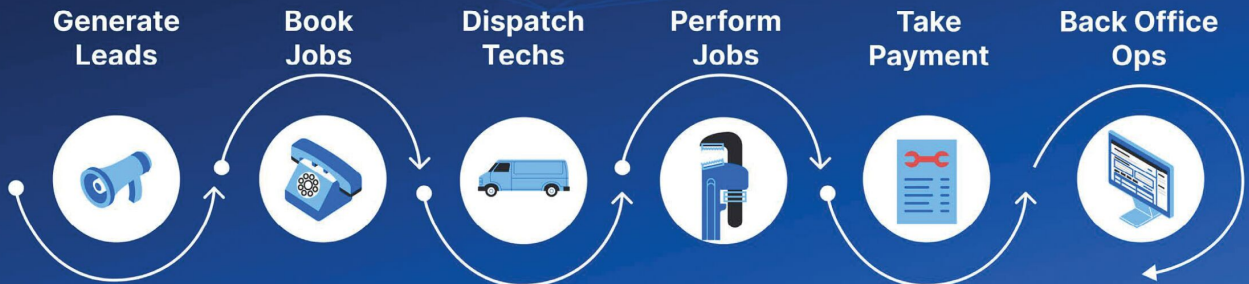 Generate
Leads
Book
Jobs
Dispatch
Techs
Perform
Jobs
Take
Payment
Back Office
Ops